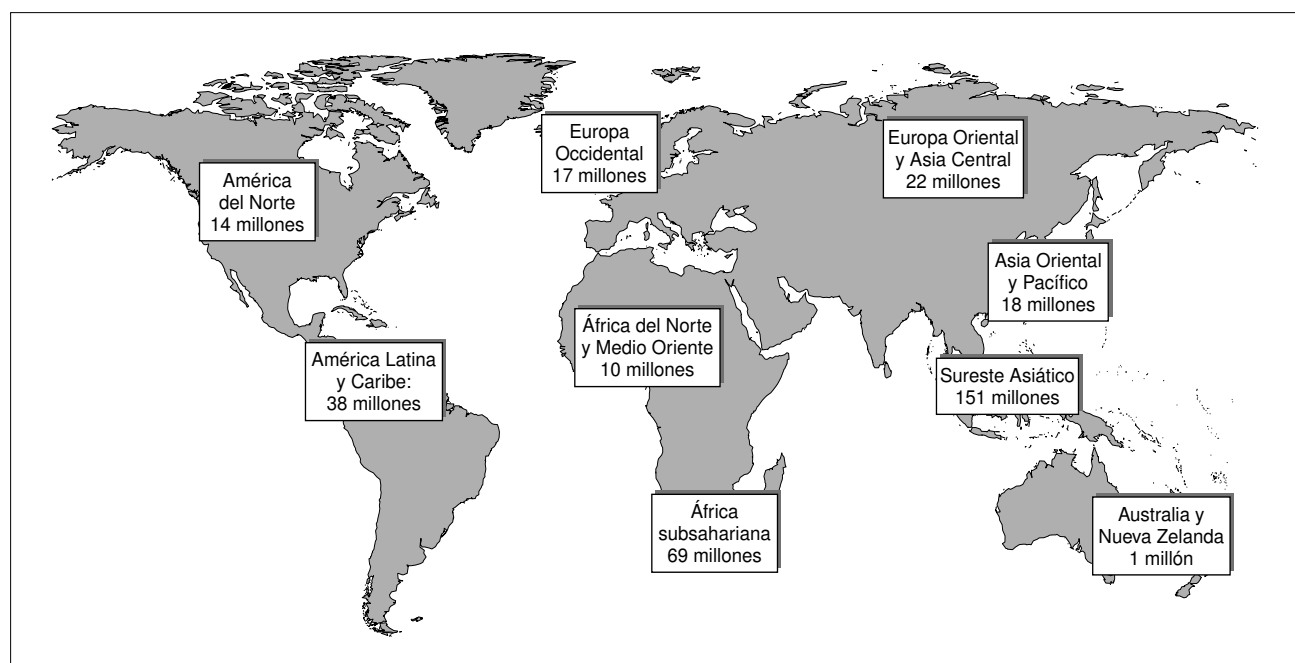 Europa
Occidental
17 millones
Europa Oriental
y Asia Central
22 millones
América
del Norte
14 millones
Asia Oriental
y Pacífico
18 millones
África del Norte
y Medio Oriente
10 millones
América Latina
y Caribe:
38 millones
Sureste Asiático
151 millones
África
subsahariana
69 millones
Australia y
Nueva Zelanda
1 millón